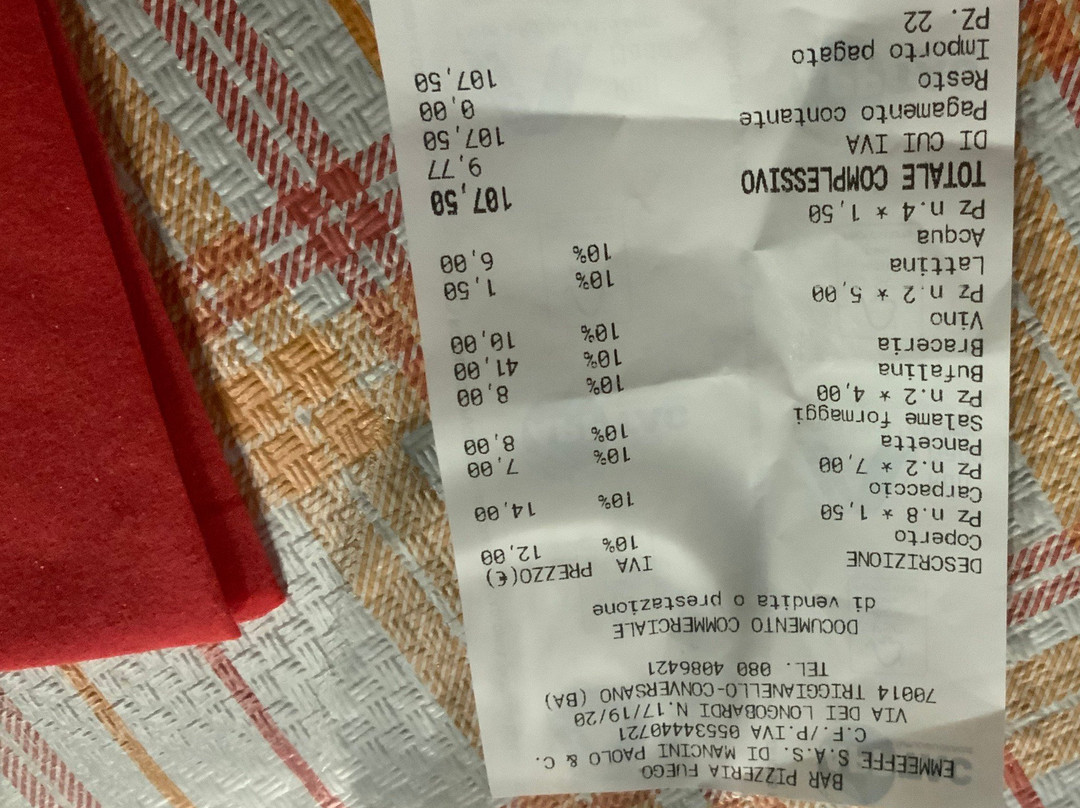 BAR PIZZERIA FUEGO
EMMEEFFE S.A.S. DI MANCINI PAOLO & C.
C.F./P.IVA 05534440721
VIA DEI LONGOBARDI N.17/19/20
70014 TRIGGIANELLO-CONVERSANO (BA)
TEL. 080 4086421
DOCUMENTO COMMERCIALE
di vendita o prestazione
DESCRIZIONE IVA PREZZO(€)
Coperto 10% 12,00
Pz n.8 * 1,50
Carpaccio 10% 14,00
Pz n.2 * 7,00
Pancetta 10% 7,00
Salame formaggi 10% 8,00
Pz n.2 * 4,00
Bufalina 10% 8,00
Braceria 10% 41,00
Vino 10% 10,00
Pz n.2 * 5,00
Lattina 10% 1,50
Acqua 10% 6,00
Pz n.4 * 1,50
TOTALE COMPLESSIVO 107,50
DI CUI IVA 9,77
Pagamento contante 107,50
Resto 0,00
Importo pagato 107,50
PZ. 22